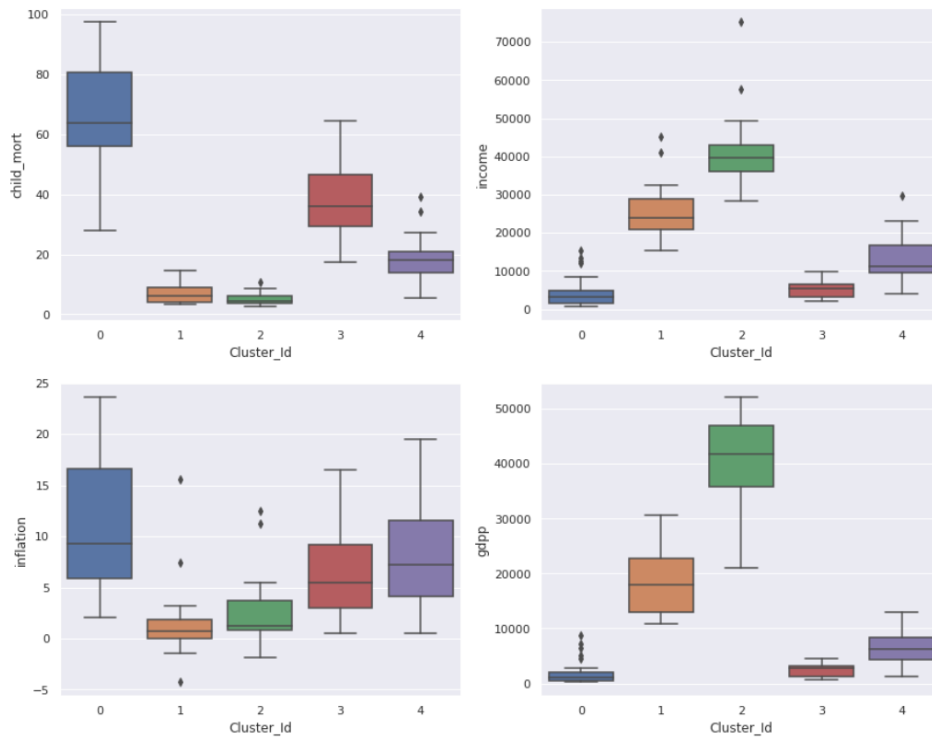 100
80
60
40
20
0
child_mort
0 1 2 3 4
Cluster_Id
70000
60000
50000
40000
30000
20000
10000
0
income
0 1 2 3 4
Cluster_Id
25
20
15
10
5
0
−5
inflation
0 1 2 3 4
Cluster_Id
50000
40000
30000
20000
10000
0
gdpp
0 1 2 3 4
Cluster_Id